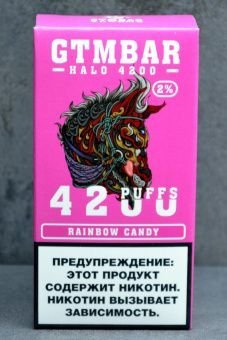 GTMBAR
HALO 4200
2%
PUFFS
4200
RAINBOW CANDY
ПРЕДУПРЕЖДЕНИЕ:
ЭТОТ ПРОДУКТ
СОДЕРЖИТ НИКОТИН.
НИКОТИН ВЫЗЫВАЕТ
ЗАВИСИМОСТЬ.